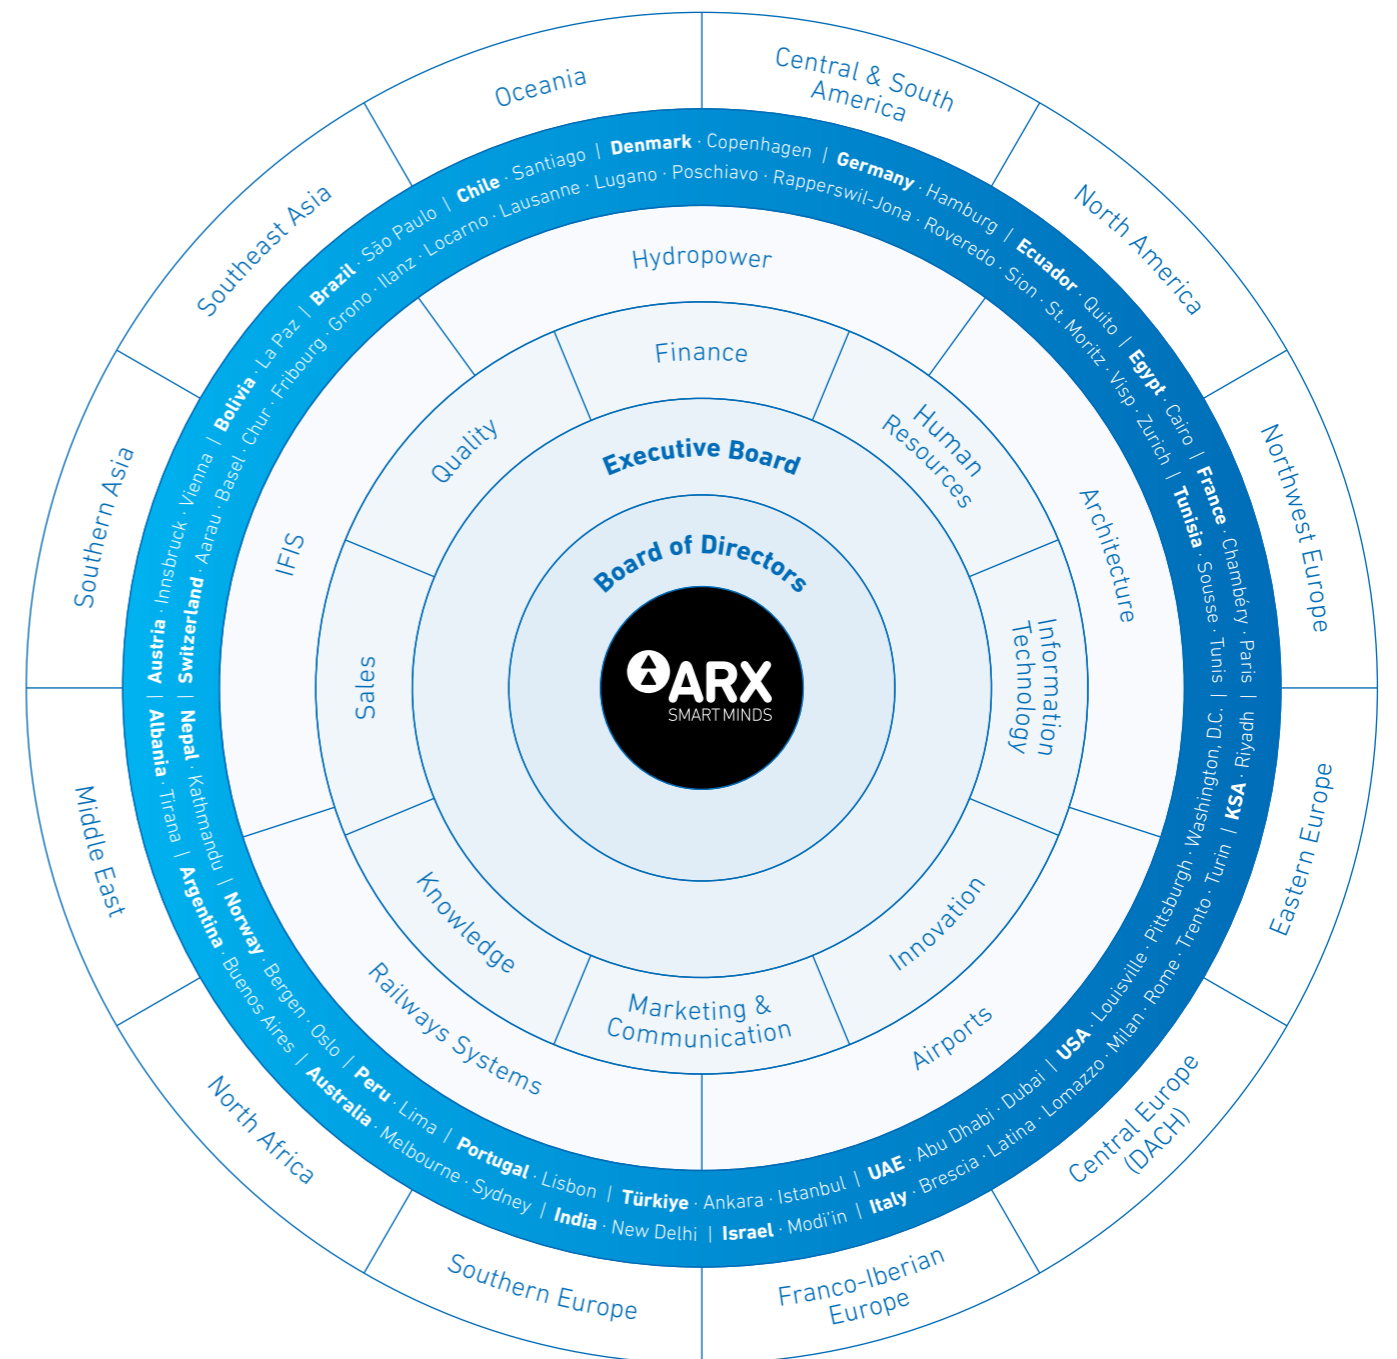 Oceania
Central & South
America
North America
Northwest Europe
Eastern Europe
Central Europe
(DACH)
Franco-Iberian
Europe
Southern Europe
North Africa
Middle East
Southern Asia
Southeast Asia
Austria · Innsbruck · Vienna | Bolivia · La Paz | Brazil · São Paulo | Chile · Santiago | Denmark · Copenhagen | Germany · Hamburg | Ecuador · Quito | Egypt · Cairo | France · Chambéry · Paris |
Switzerland · Aarau · Basel · Chur · Fribourg · Grono · Ilanz · Locarno · Lausanne · Lugano · Poschiavo · Rapperswil-Jona · Roveredo · Sion · St. Moritz · Visp · Zurich | Tunisia · Sousse · Tunis |
| Albania · Tirana | Argentina · Buenos Aires | Australia · Melbourne · Sydney | India · New Delhi | Israel · Modi'in | Italy · Brescia · Latina · Lomazzo · Milan · Rome · Trento · Turin | KSA · Riyadh
| Nepal · Kathmandu | Norway · Bergen · Oslo | Peru · Lima | Portugal · Lisbon | Türkiye · Ankara · Istanbul | UAE · Abu Dhabi · Dubai | USA · Louisville · Pittsburgh · Washington, D.C.
Hydropower
Architecture
Airports
Railways Systems
IFIS
Finance
Human
Resources
Information
Technology
Innovation
Marketing &
Communication
Knowledge
Sales
Quality
Executive Board
Board of Directors
ARX
SMART MINDS